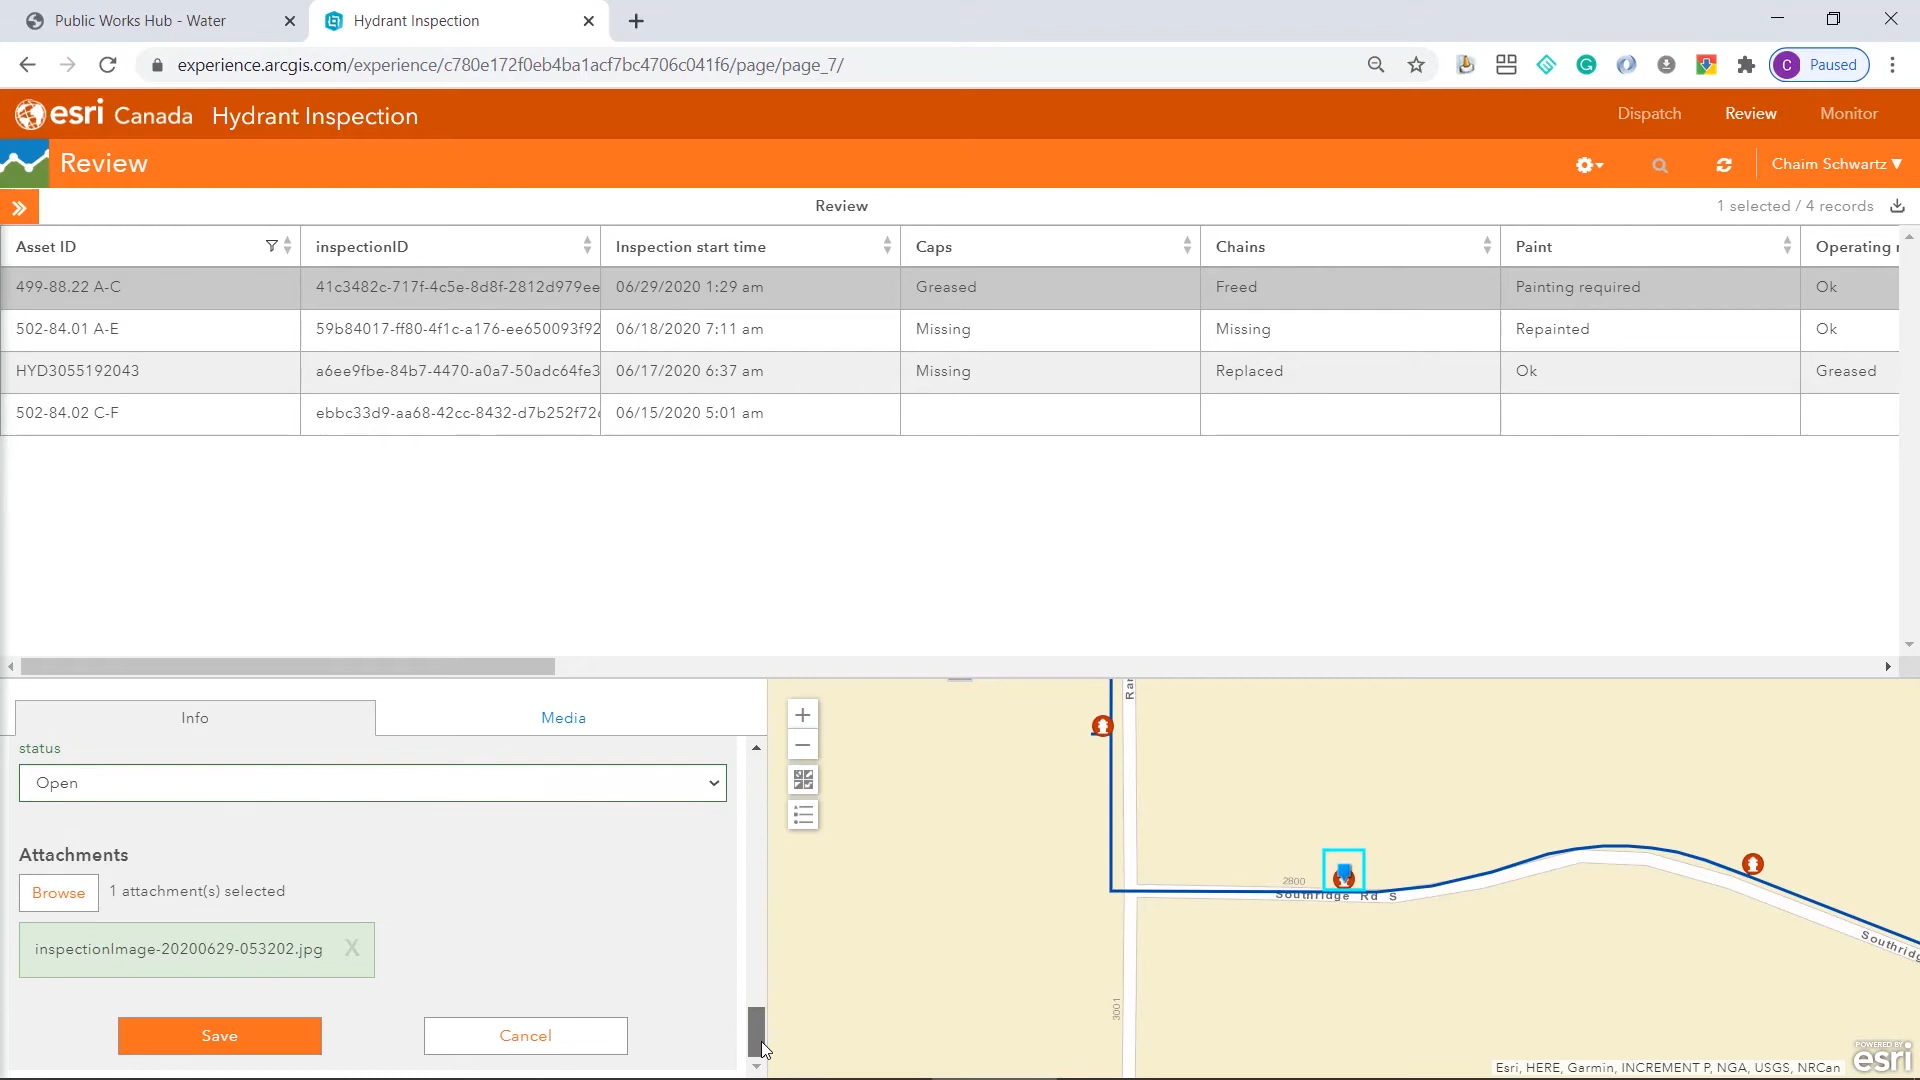 Public Works Hub - Water
Hydrant Inspection
experience.arcgis.com/experience/c780e172f0eb4ba1acf7bc4706c041f6/page/page_7/
C Paused
esri Canada Hydrant Inspection
Dispatch Review Monitor
Review
Chaim Schwartz
Review
1 selected / 4 records
Asset ID inspectionID Inspection start time Caps Chains Paint Operating
499-88.22 A-C 41c3482c-717f-4c5e-8d8f-2812d979ee 06/29/2020 1:29 am Greased Freed Painting required Ok
502-84.01 A-E 59b84017-ff80-4f1c-a176-ee650093f92 06/18/2020 7:11 am Missing Missing Repainted Ok
HYD3055192043 a6ee9fbe-84b7-4470-a0a7-50adc64fe3 06/17/2020 6:37 am Missing Replaced Ok Greased
502-84.02 C-F ebbc33d9-aa68-42cc-8432-d7b252f72 06/15/2020 5:01 am
Info Media
status
Open
Attachments
Browse 1 attachment(s) selected
inspectionImage-20200629-053202.jpg X
Save Cancel
Ran
2800
Southridge Rd S
Southridg
3001
Esri, HERE, Garmin, INCREMENT P, NGA, USGS, NRCan
POWERED BY
esri